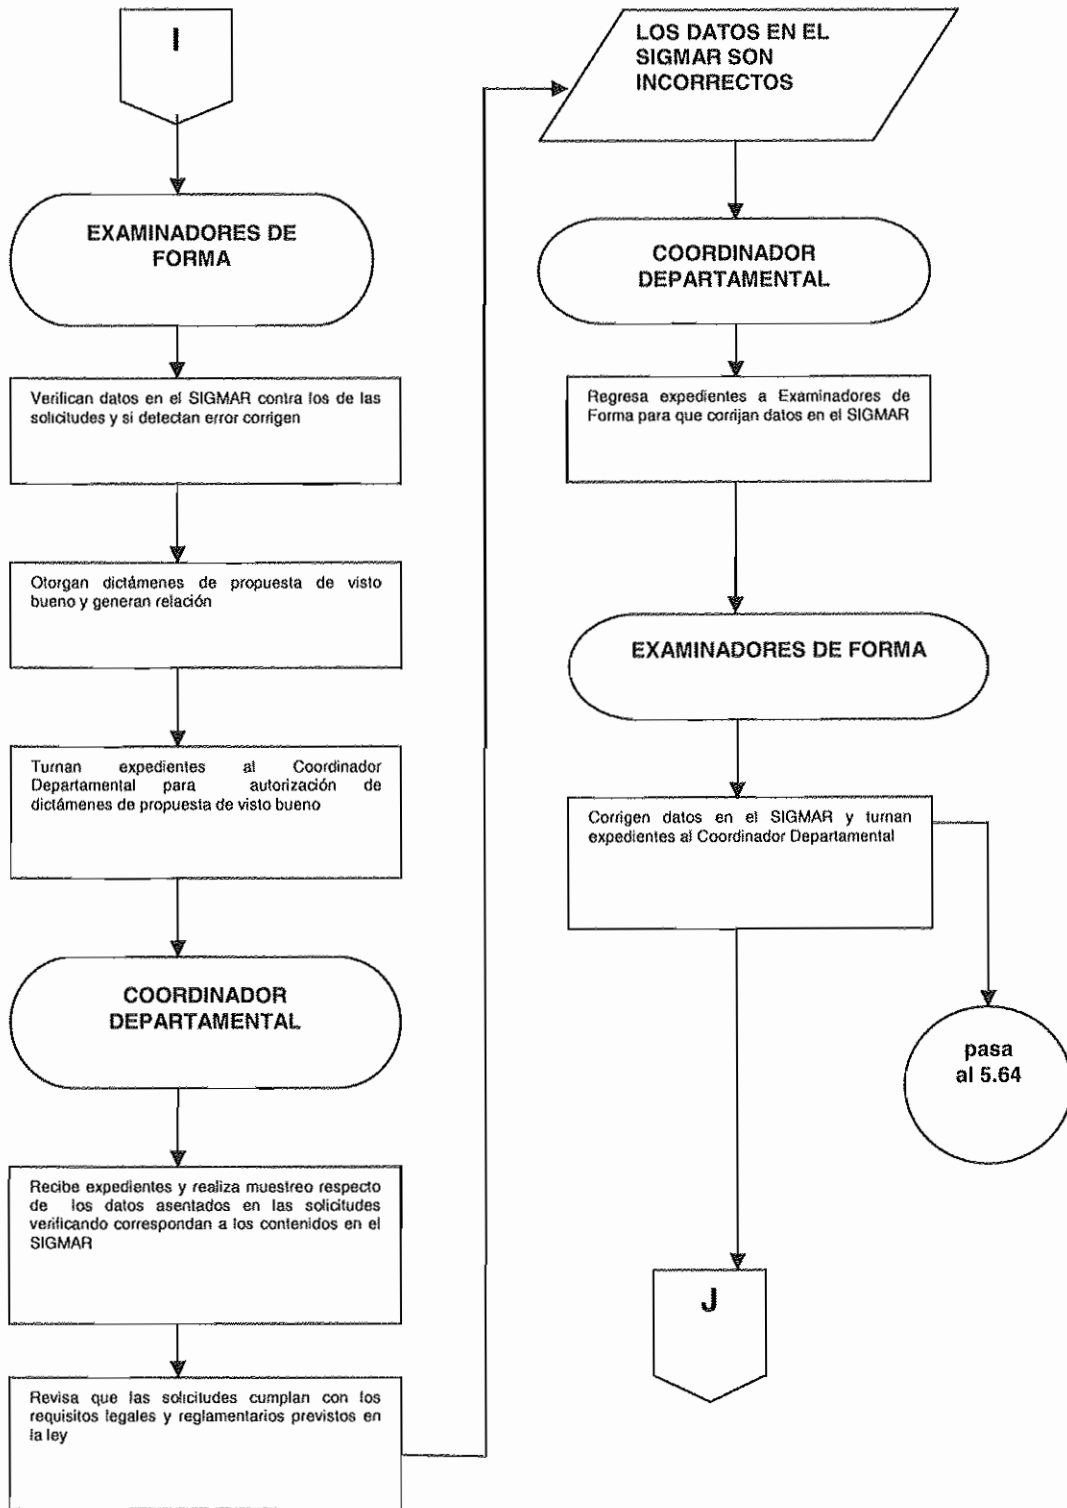 I
EXAMINADORES DE
FORMA
Verifican datos en el SIGMAR contra los de las
solicitudes y si detectan error corrigen
Otorgan dictámenes de propuesta de visto
bueno y generan relación
Turnan expedientes al Coordinador
Departamental para autorización de
dictámenes de propuesta de visto bueno
COORDINADOR
DEPARTAMENTAL
Recibe expedientes y realiza muestreo respecto
de los datos asentados en las solicitudes
verificando correspondan a los contenidos en el
SIGMAR
Revisa que las solicitudes cumplan con los
requisitos legales y reglamentarios previstos en
la ley
LOS DATOS EN EL
SIGMAR SON
INCORRECTOS
COORDINADOR
DEPARTAMENTAL
Regresa expedientes a Examinadores de
Forma para que corrijan datos en el SIGMAR
EXAMINADORES DE FORMA
Corrigen datos en el SIGMAR y turnan
expedientes al Coordinador Departamental
pasa
al 5.64
J